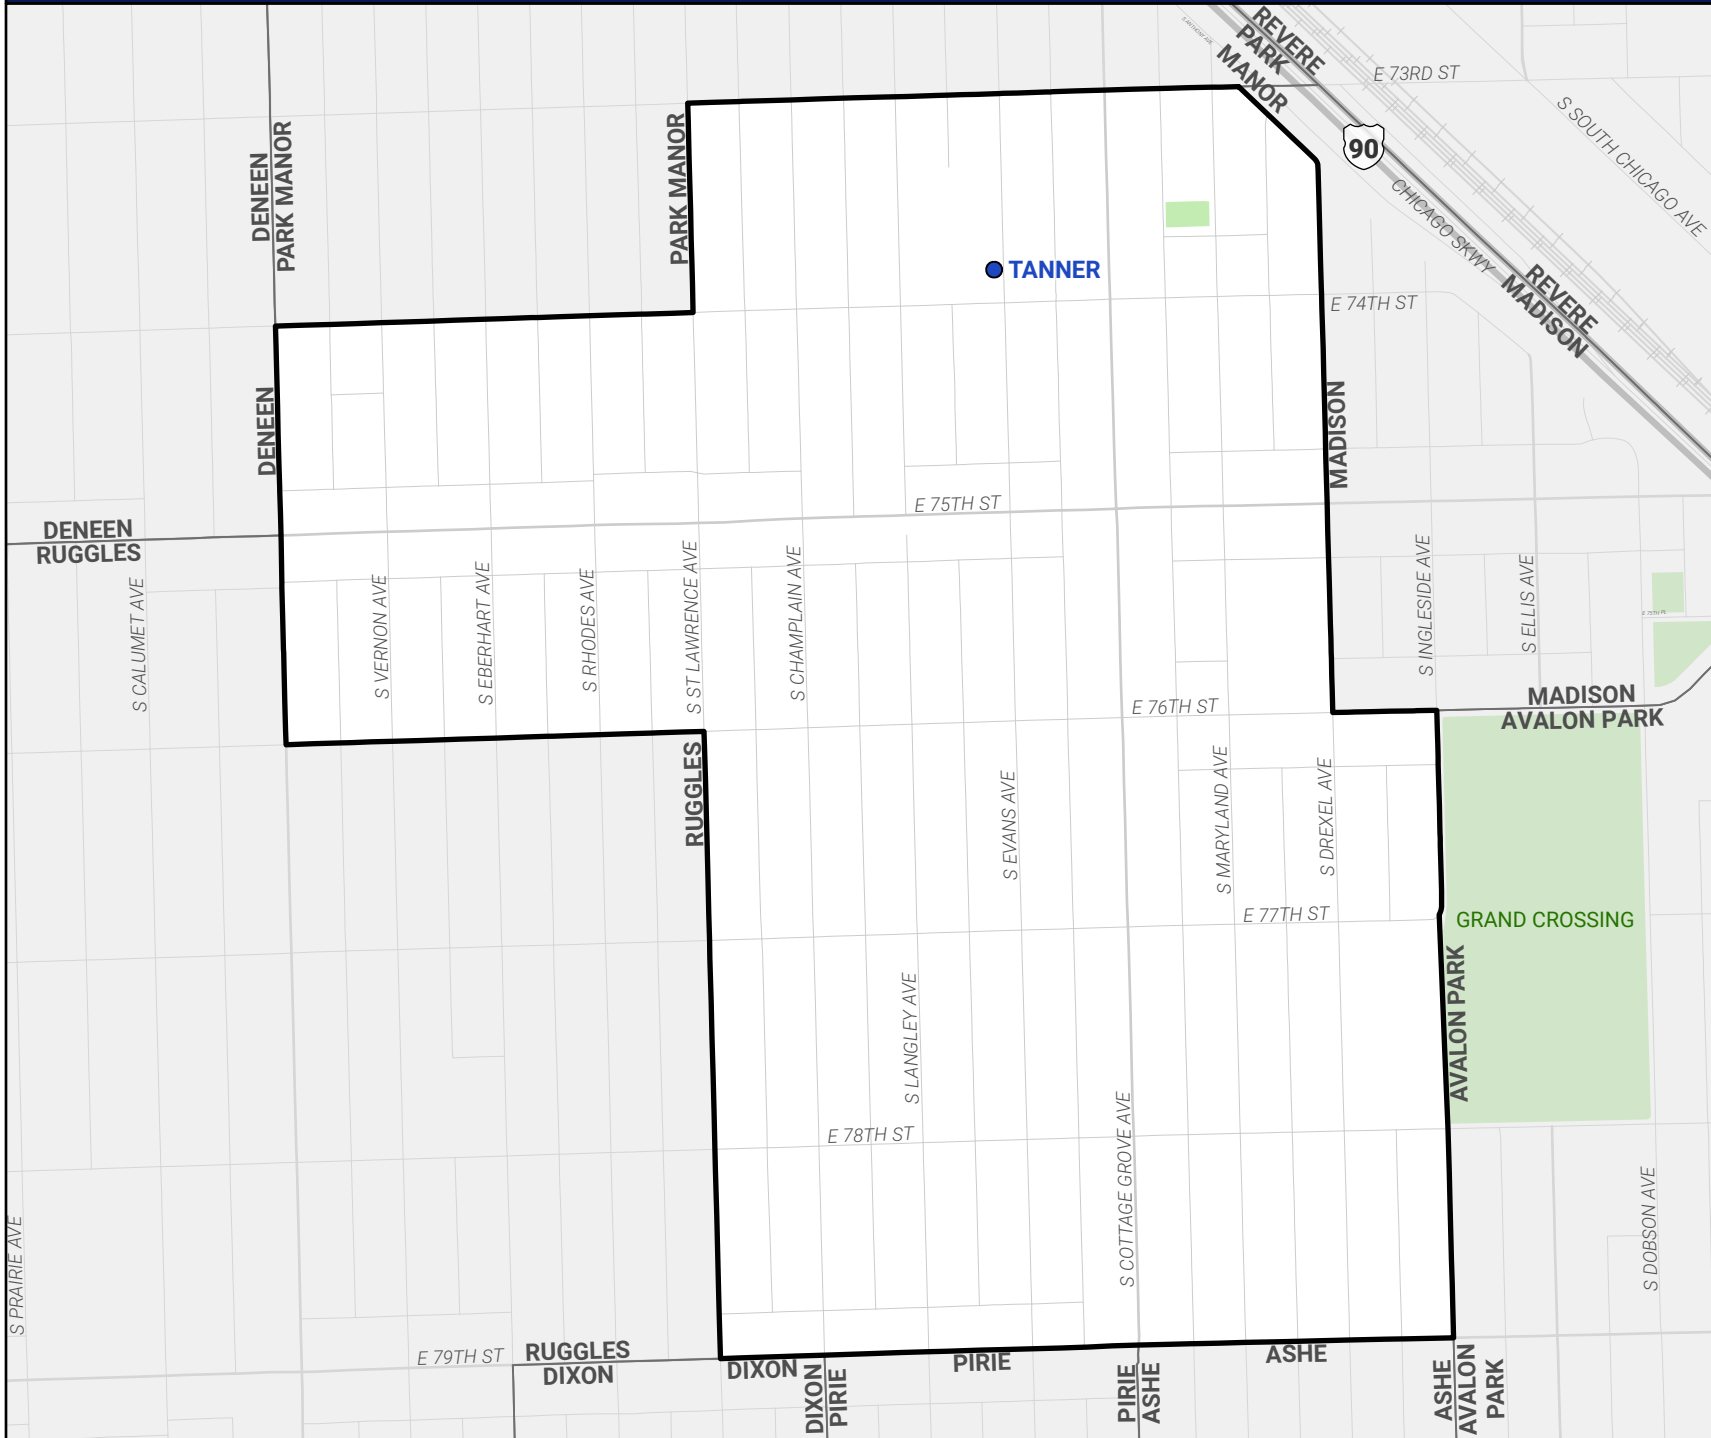 S ANTHONY AVE
REVERE
PARK
MANOR
E 73RD ST
S SOUTH CHICAGO AVE
90
CHICAGO SKWY
DENEEN
PARK MANOR
PARK MANOR
TANNER
REVERE
MADISON
E 74TH ST
DENEEN
MADISON
E 75TH ST
DENEEN
RUGGLES
S CALUMET AVE
S VERNON AVE
S EBERHART AVE
S RHODES AVE
S ST LAWRENCE AVE
S CHAMPLAIN AVE
S INGLESIDE AVE
S ELLIS AVE
E 75TH PL
E 76TH ST
MADISON
AVALON PARK
RUGGLES
S EVANS AVE
S MARYLAND AVE
S DREXEL AVE
E 77TH ST
GRAND CROSSING
AVALON PARK
S LANGLEY AVE
E 78TH ST
S COTTAGE GROVE AVE
S DOBSON AVE
S PRAIRIE AVE
E 79TH ST
RUGGLES
DIXON
DIXON
PIRIE
ASHE
DIXON
PIRIE
PIRIE
ASHE
ASHE
AVALON
PARK